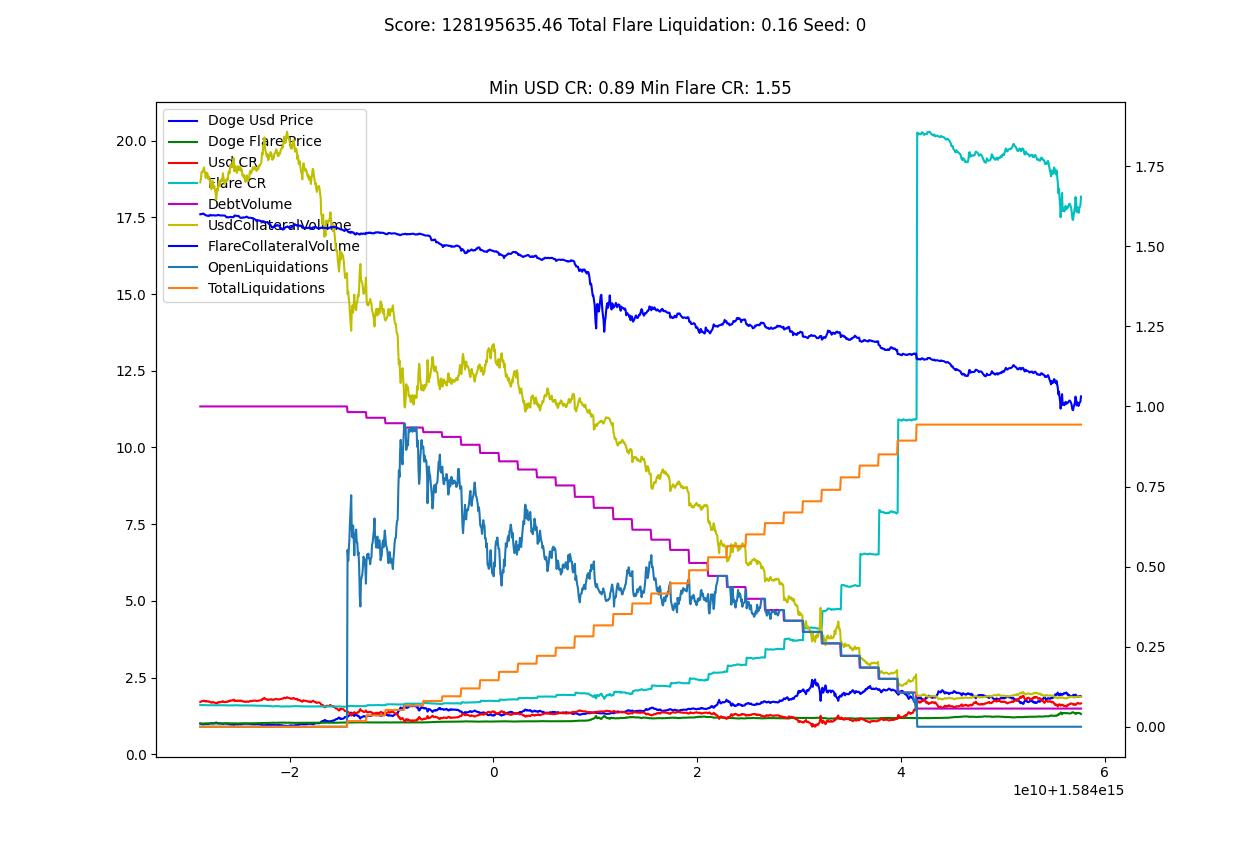 Score: 128195635.46 Total Flare Liquidation: 0.16 Seed: 0
Min USD CR: 0.89 Min Flare CR: 1.55
Doge Usd Price
Doge Flare Price
Usd CR
Flare CR
DebtVolume
UsdCollateralVolume
FlareCollateralVolume
OpenLiquidations
TotalLiquidations
20.0
17.5
15.0
12.5
10.0
7.5
5.0
2.5
0.0
1.75
1.50
1.25
1.00
0.75
0.50
0.25
0.00
−2 0 2 4 6
1e10+1.584e15